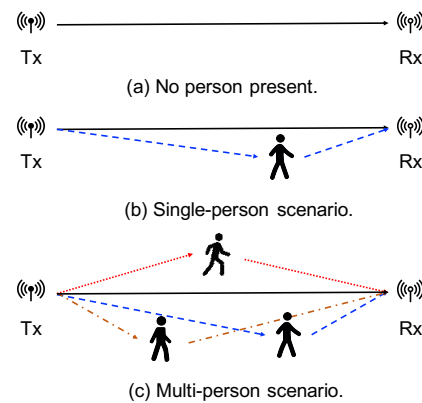 Tx Rx
(a) No person present.
Tx Rx
(b) Single-person scenario.
Tx Rx
(c) Multi-person scenario.